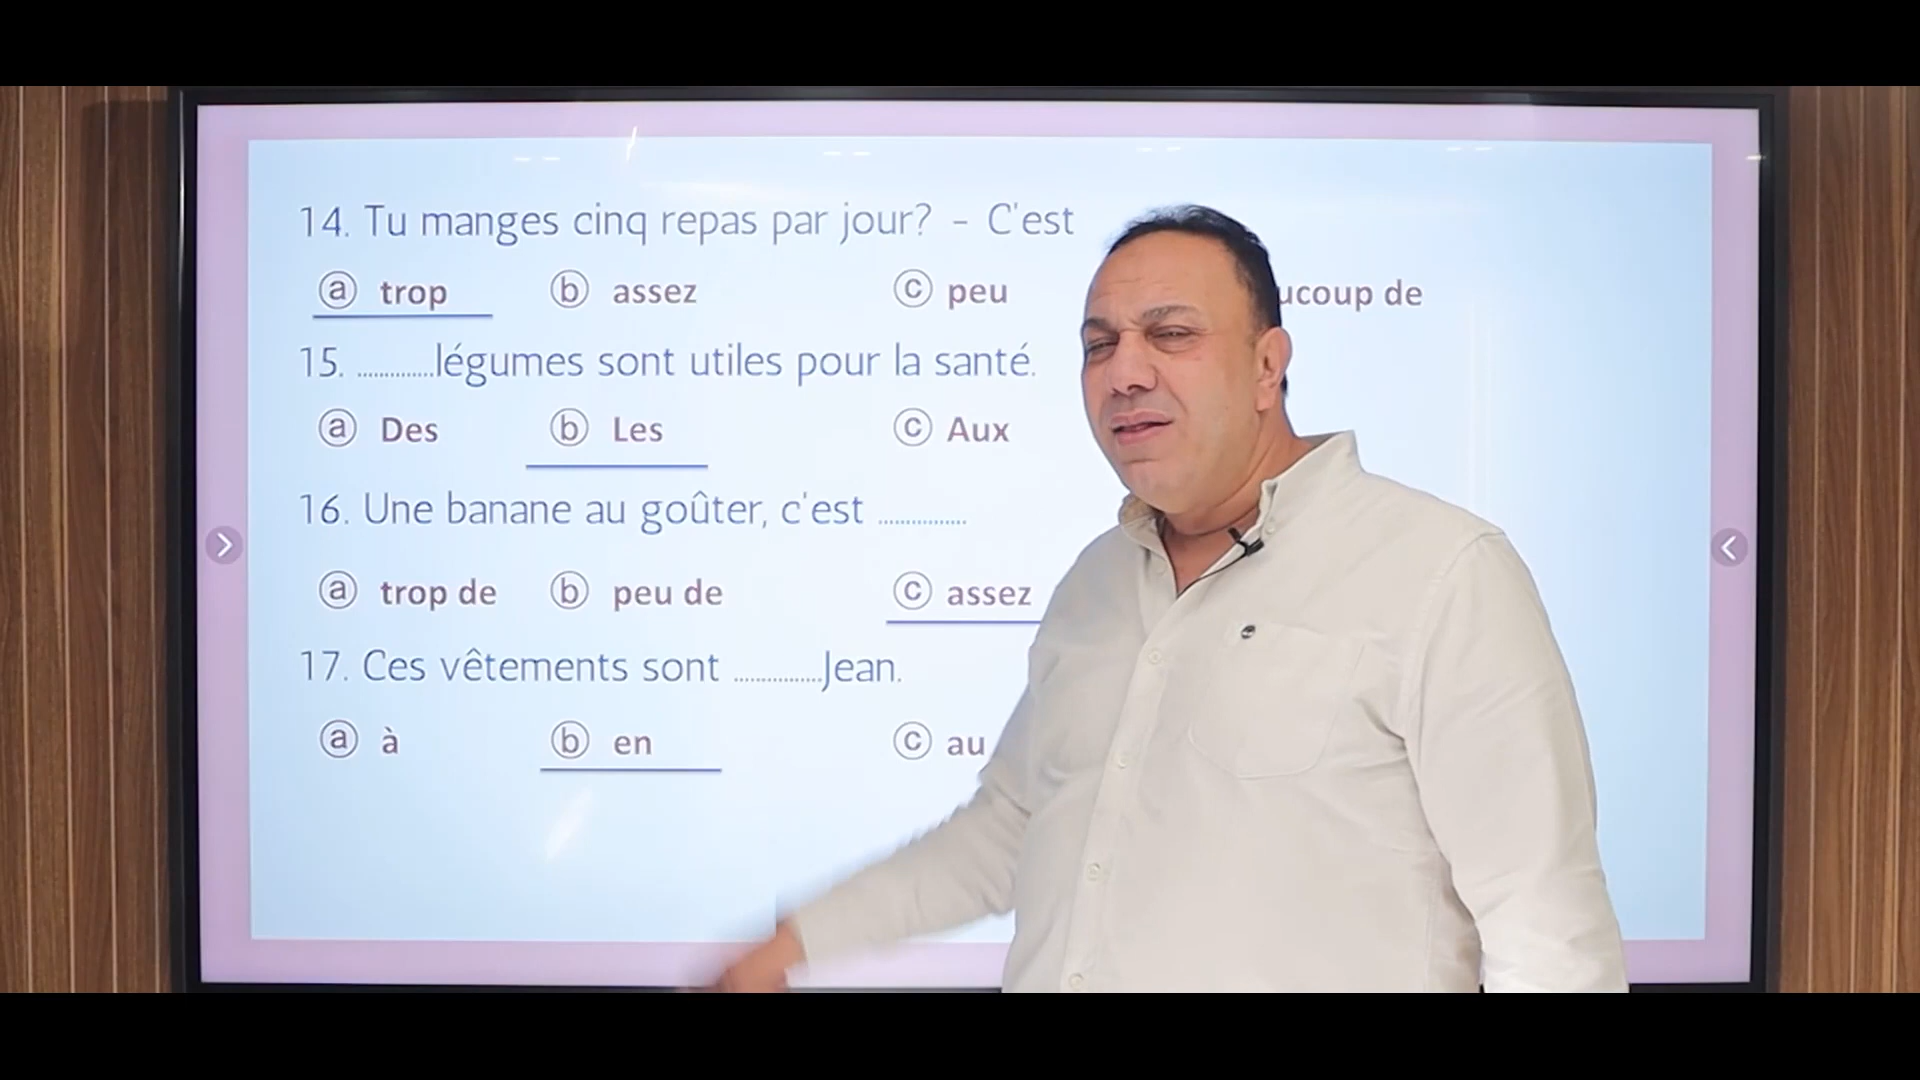 14. Tu manges cinq repas par jour? - C'est
ⓐ trop ⓑ assez ⓒ peu ucoup de
15. ..............légumes sont utiles pour la santé.
ⓐ Des ⓑ Les ⓒ Aux
16. Une banane au goûter, c'est ................
ⓐ trop de ⓑ peu de ⓒ assez
17. Ces vêtements sont ................Jean.
ⓐ à ⓑ en ⓒ au